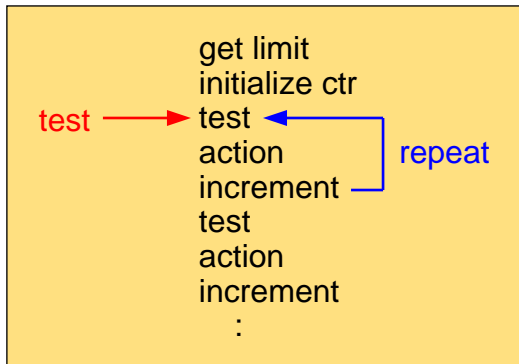 get limit
initialize ctr
test test
action repeat
increment
test
action
increment
: